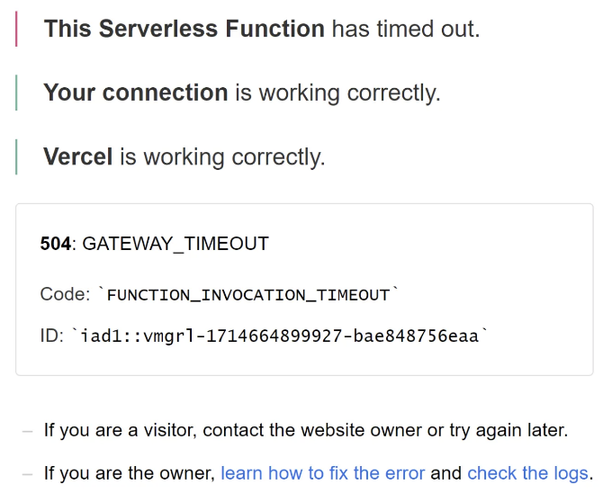 This Serverless Function has timed out.
Your connection is working correctly.
Vercel is working correctly.
504: GATEWAY_TIMEOUT
Code: `FUNCTION_INVOCATION_TIMEOUT`
ID: `iad1::vmgrl-1714664899927-bae848756eaa`
– If you are a visitor, contact the website owner or try again later.
– If you are the owner, learn how to fix the error and check the logs.